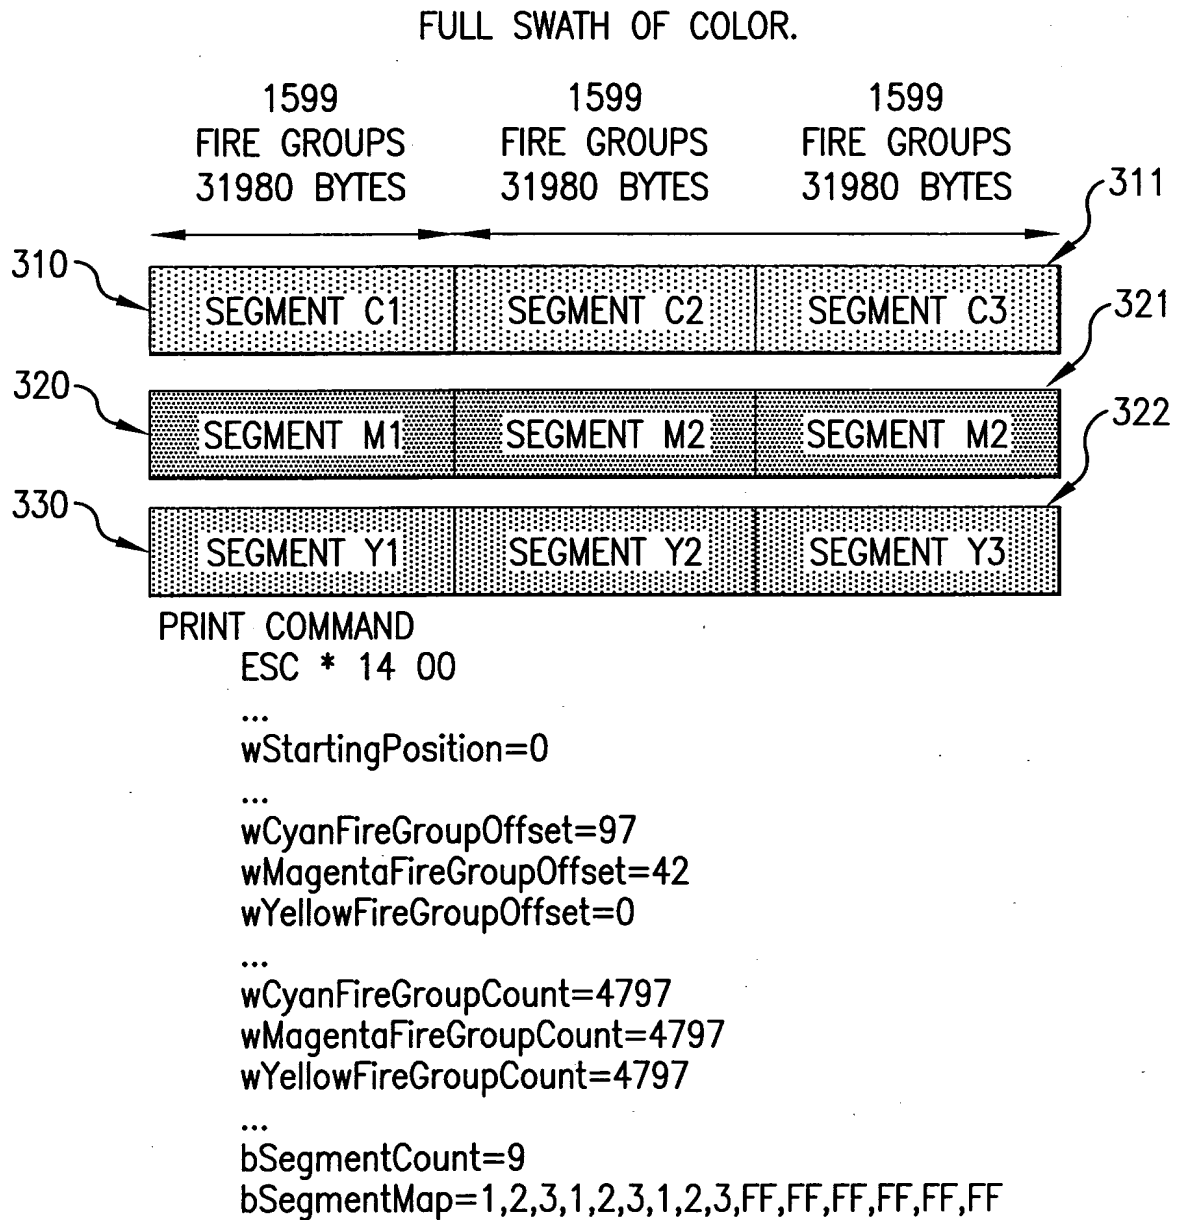 FULL SWATH OF COLOR.
1599 1599 1599
FIRE GROUPS FIRE GROUPS FIRE GROUPS
31980 BYTES 31980 BYTES 31980 BYTES
311
310
SEGMENT C1 SEGMENT C2 SEGMENT C3
321
320
SEGMENT M1 SEGMENT M2 SEGMENT M2
322
330
SEGMENT Y1 SEGMENT Y2 SEGMENT Y3
PRINT COMMAND
ESC * 14 00
...
wStartingPosition=0
...
wCyanFireGroupOffset=97
wMagentaFireGroupOffset=42
wYellowFireGroupOffset=0
...
wCyanFireGroupCount=4797
wMagentaFireGroupCount=4797
wYellowFireGroupCount=4797
...
bSegmentCount=9
bSegmentMap=1,2,3,1,2,3,1,2,3,FF,FF,FF,FF,FF,FF